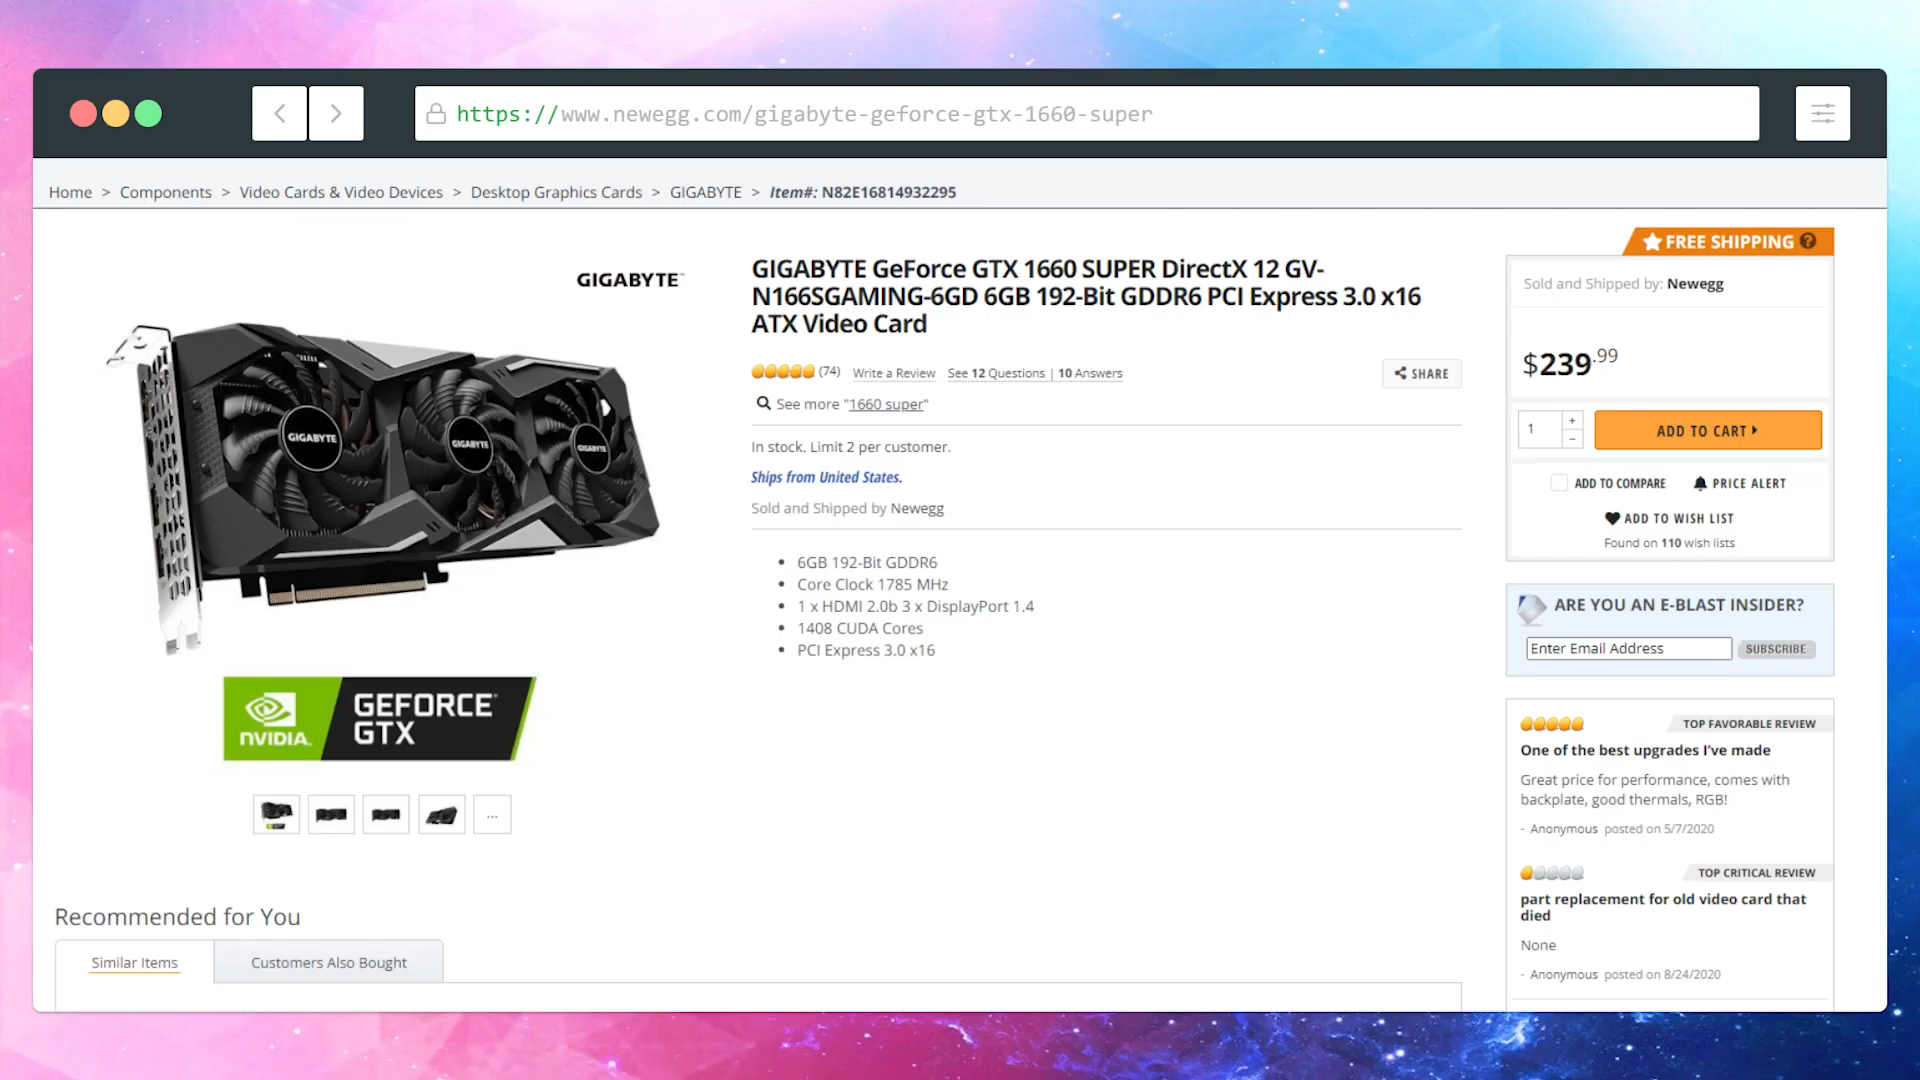 https://www.newegg.com/gigabyte-geforce-gtx-1660-super
Home > Components > Video Cards & Video Devices > Desktop Graphics Cards > GIGABYTE > Item#: N82E16814932295
GIGABYTE™
GIGABYTE
GIGABYTE
GIGABYTE
NVIDIA.
GEFORCE®
GTX
...
GIGABYTE GeForce GTX 1660 SUPER DirectX 12 GV-
N166SGAMING-6GD 6GB 192-Bit GDDR6 PCI Express 3.0 x16
ATX Video Card
(74) Write a Review See 12 Questions | 10 Answers
SHARE
See more "1660 super"
In stock. Limit 2 per customer.
Ships from United States.
Sold and Shipped by Newegg
• 6GB 192-Bit GDDR6
• Core Clock 1785 MHz
• 1 x HDMI 2.0b 3 x DisplayPort 1.4
• 1408 CUDA Cores
• PCI Express 3.0 x16
FREE SHIPPING ?
Sold and Shipped by: Newegg
$239.99
1 + −
ADD TO CART
ADD TO COMPARE PRICE ALERT
ADD TO WISH LIST
Found on 110 wish lists
ARE YOU AN E-BLAST INSIDER?
Enter Email Address SUBSCRIBE
TOP FAVORABLE REVIEW
One of the best upgrades I've made
Great price for performance, comes with
backplate, good thermals, RGB!
- Anonymous posted on 5/7/2020
TOP CRITICAL REVIEW
part replacement for old video card that
died
None
- Anonymous posted on 8/24/2020
Recommended for You
Similar Items Customers Also Bought